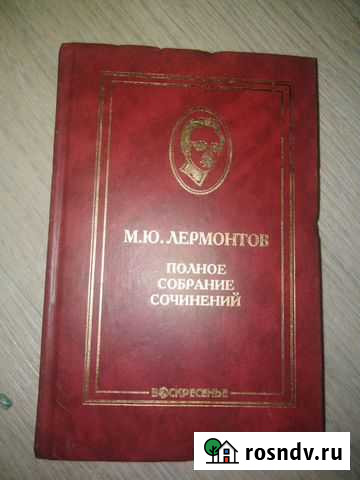 М.Ю. ЛЕРМОНТОВ
ПОЛНОЕ
СОБРАНИЕ
СОЧИНЕНИЙ
ВОСКРЕСЕНЬЕ
rosndv.ru